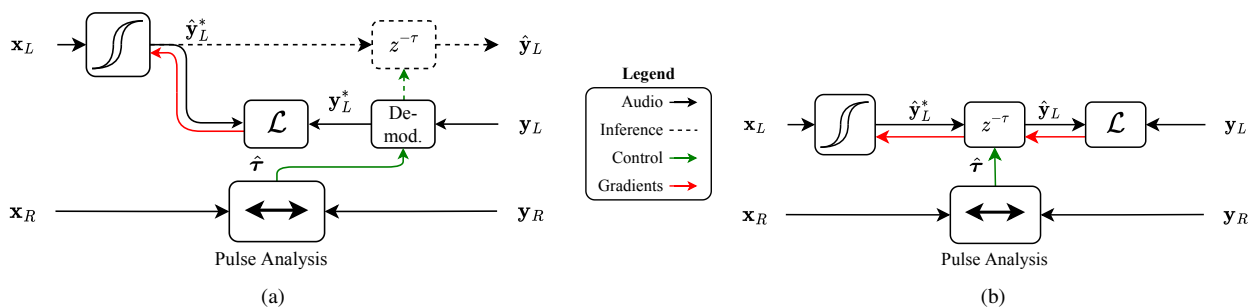 x_L
ŷ*_L
z^{-τ}
ŷ_L
ℒ
y*_L
De-
mod.
y_L
τ̂
x_R
y_R
Pulse Analysis
(a)
Legend
Audio
Inference
Control
Gradients
x_L
ŷ*_L
z^{-τ}
ŷ_L
ℒ
y_L
τ̂
x_R
y_R
Pulse Analysis
(b)